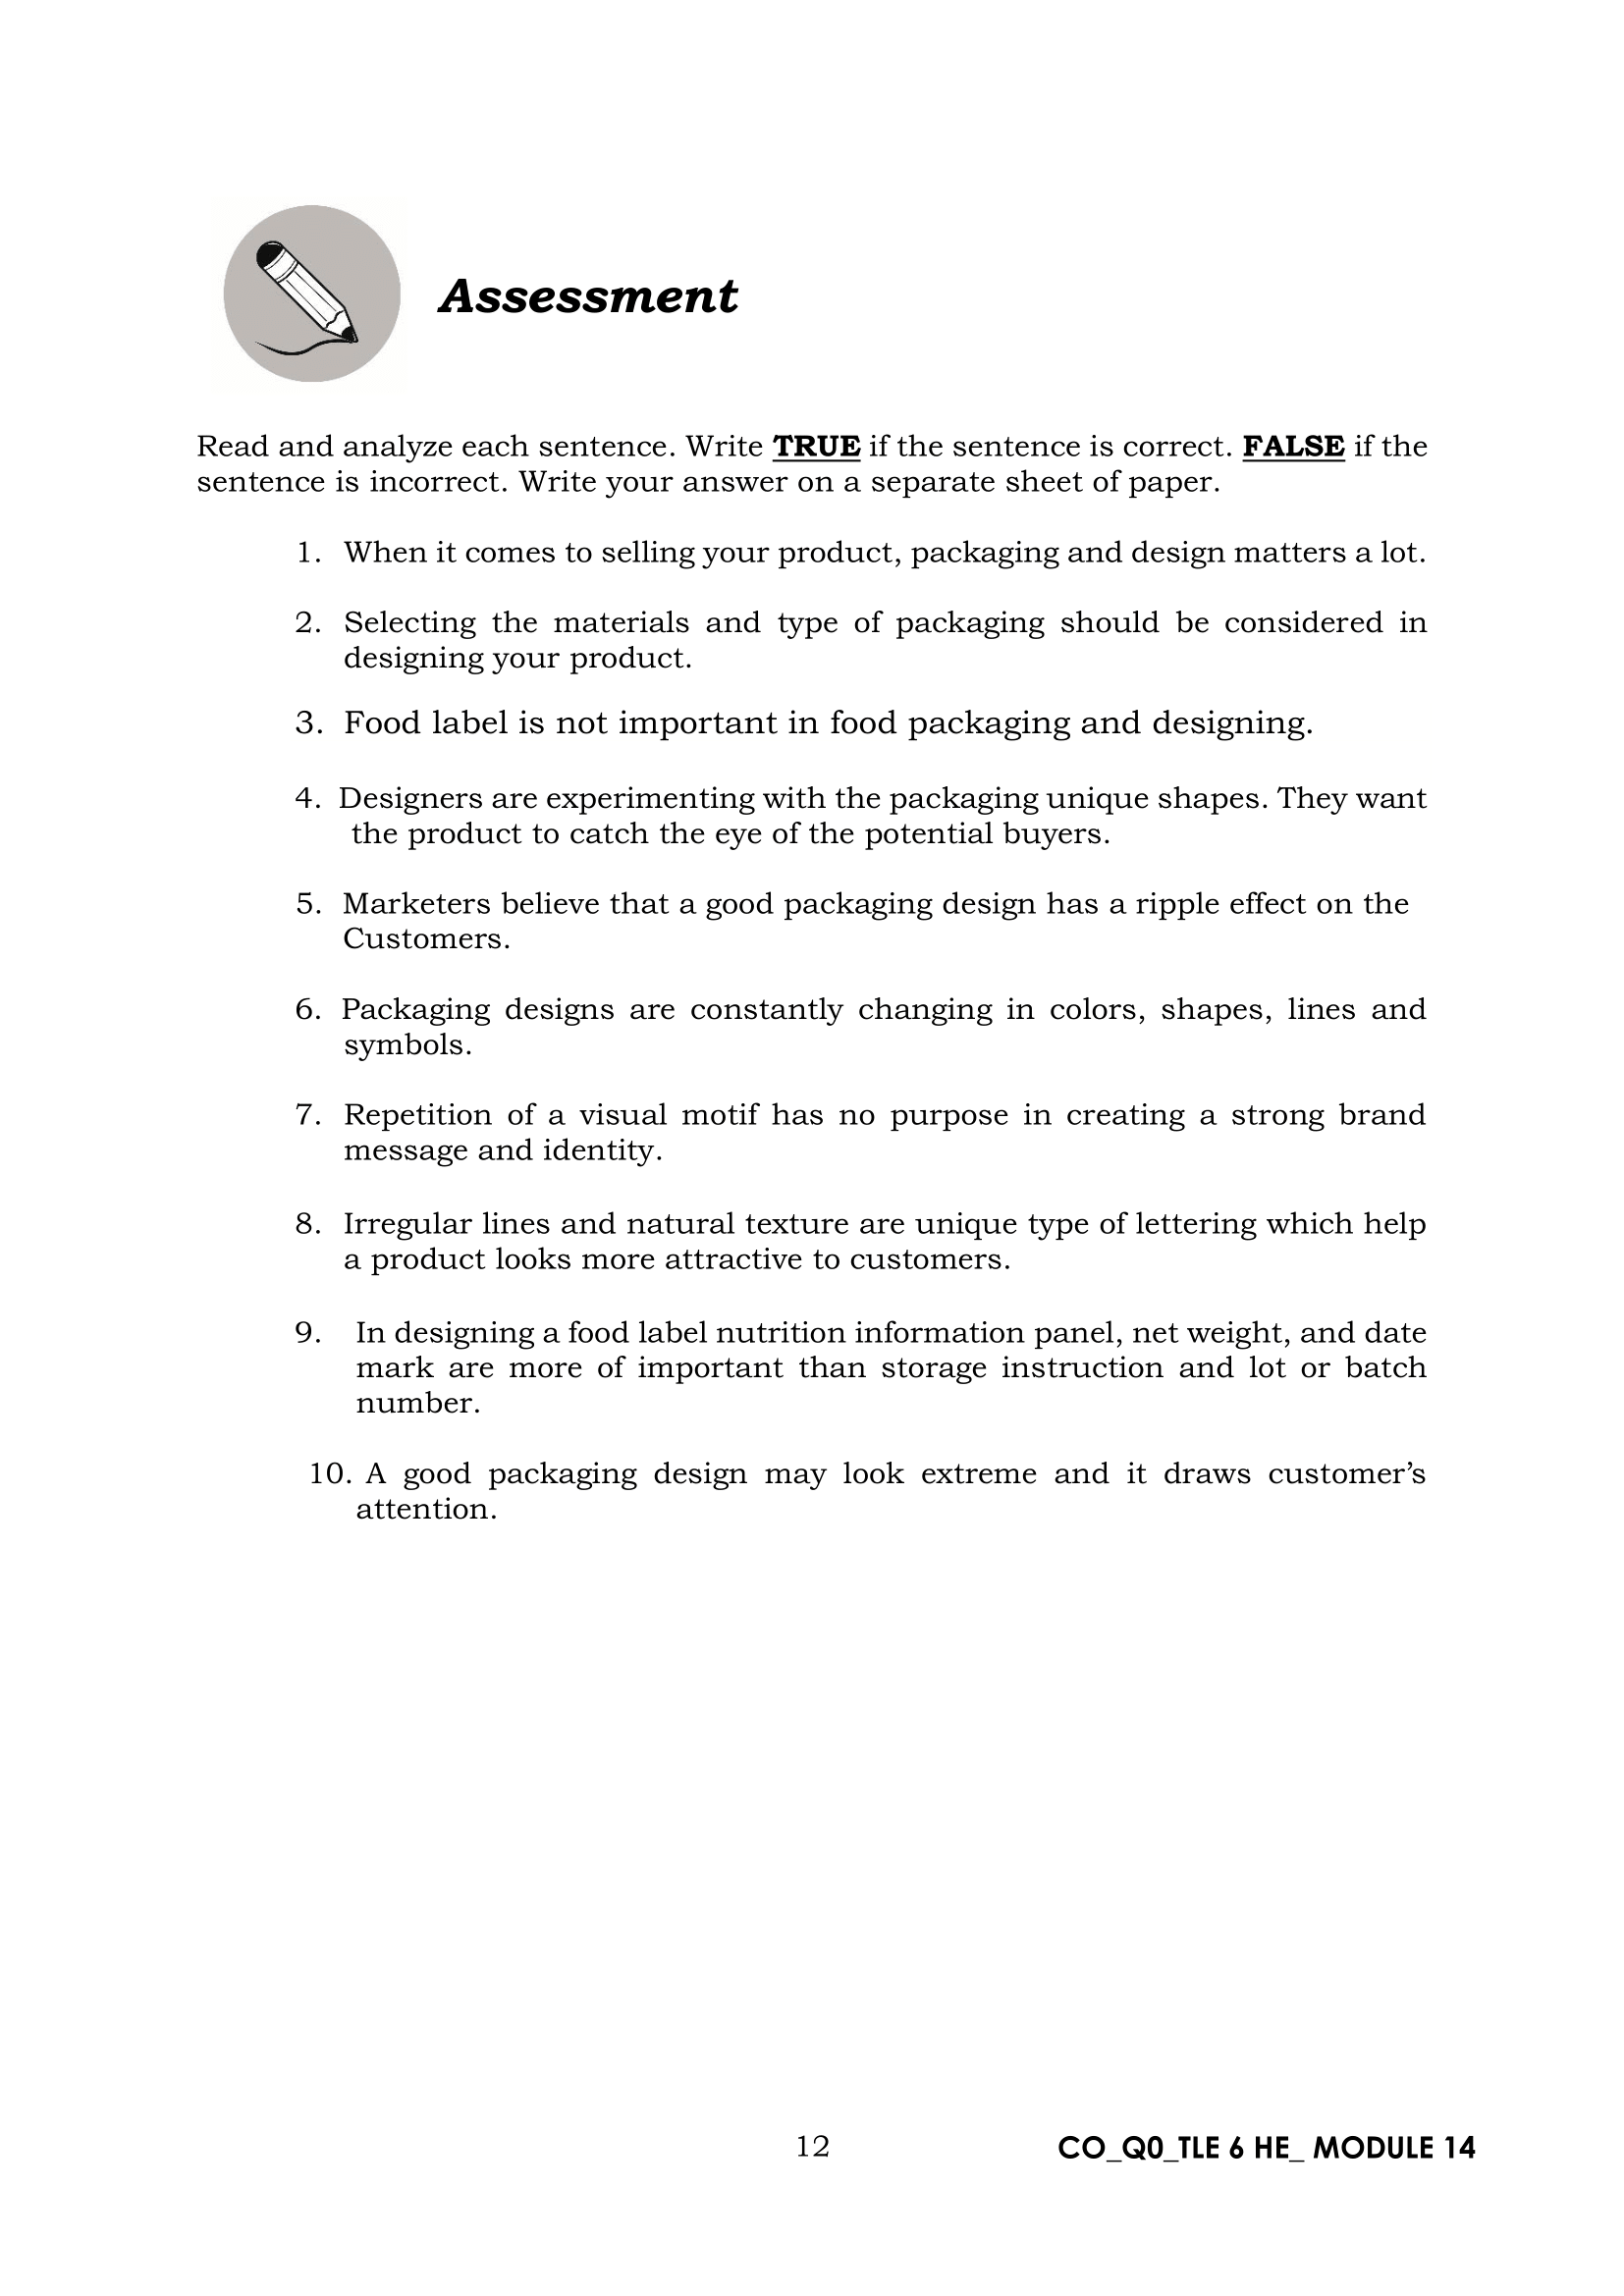 Assessment
Read and analyze each sentence. Write TRUE if the sentence is correct. FALSE if the
sentence is incorrect. Write your answer on a separate sheet of paper.
1. When it comes to selling your product, packaging and design matters a lot.
2. Selecting the materials and type of packaging should be considered in
designing your product.
3. Food label is not important in food packaging and designing.
4. Designers are experimenting with the packaging unique shapes. They want
the product to catch the eye of the potential buyers.
5. Marketers believe that a good packaging design has a ripple effect on the
Customers.
6. Packaging designs are constantly changing in colors, shapes, lines and
symbols.
7. Repetition of a visual motif has no purpose in creating a strong brand
message and identity.
8. Irregular lines and natural texture are unique type of lettering which help
a product looks more attractive to customers.
9. In designing a food label nutrition information panel, net weight, and date
mark are more of important than storage instruction and lot or batch
number.
10. A good packaging design may look extreme and it draws customer’s
attention.
12
CO_Q0_TLE 6 HE_ MODULE 14